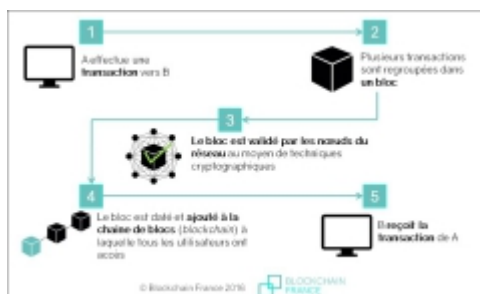 1
A effectue une
transaction vers B
2
Plusieurs transactions
sont regroupées dans
un bloc
3
Le bloc est validé par les nœuds du
réseau au moyen de techniques
cryptographiques
4
Le bloc est daté et ajouté à la
chaine de blocs (blockchain) à
laquelle tous les utilisateurs ont
accès
5
B reçoit la
transaction de A
© Blockchain France 2016
BLOCKCHAIN
FRANCE